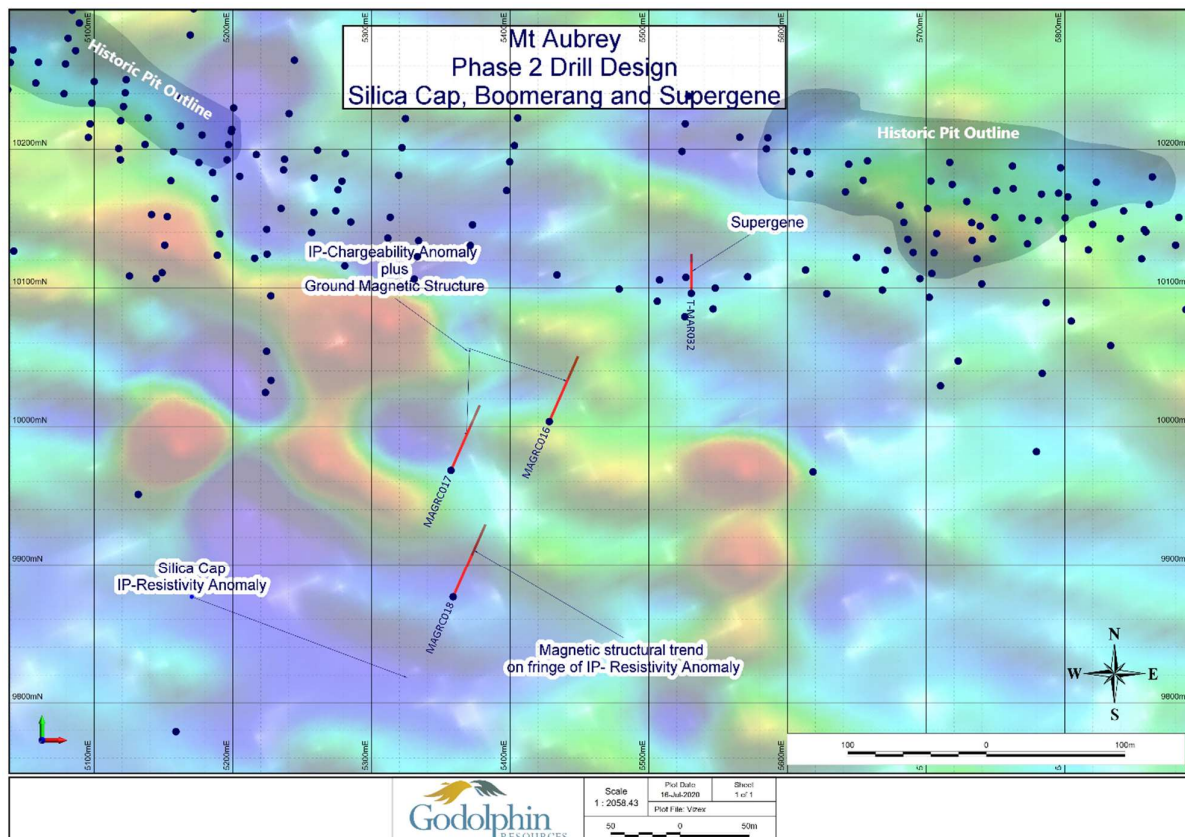 5100mE
5200mE
5300mE
5400mE
5500mE
5600mE
5800mE
Mt Aubrey
Phase 2 Drill Design
Silica Cap, Boomerang and Supergene
Historic Pit Outline
Historic Pit Outline
10200mN
10200mN
Supergene
IP-Chargeability Anomaly
plus
Ground Magnetic Structure
10100mN
10100mN
T-MAR032
10000mN
10000mN
MAGRC016
MAGRC017
9900mN
9900mN
Silica Cap
IP-Resistivity Anomaly
MAGRC018
Magnetic structural trend
on fringe of IP- Resistivity Anomaly
N
W E
S
9800mN
9800mN
5100mE
5200mE
5300mE
5400mE
5500mE
5600mE
100 0 100m
Godolphin
RESOURCES
Scale
1 : 2058.43
Plot Date
16-Jul-2020
Sheet
1 of 1
Plot File: Vizex
50 0 50m